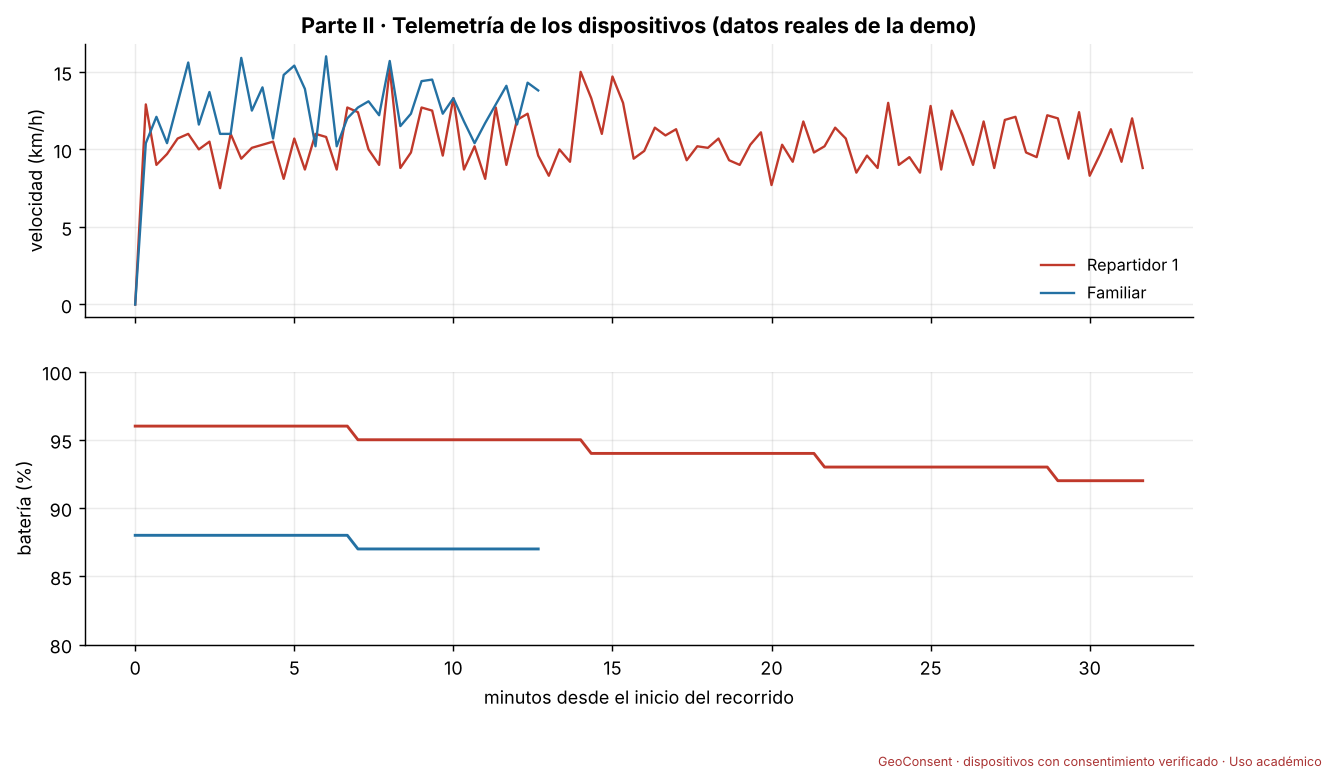 Parte II · Telemetría de los dispositivos (datos reales de la demo)
velocidad (km/h)
15
10
5
0
Repartidor 1
Familiar
batería (%)
100
95
90
85
80
0 5 10 15 20 25 30
minutos desde el inicio del recorrido
GeoConsent · dispositivos con consentimiento verificado · Uso académico